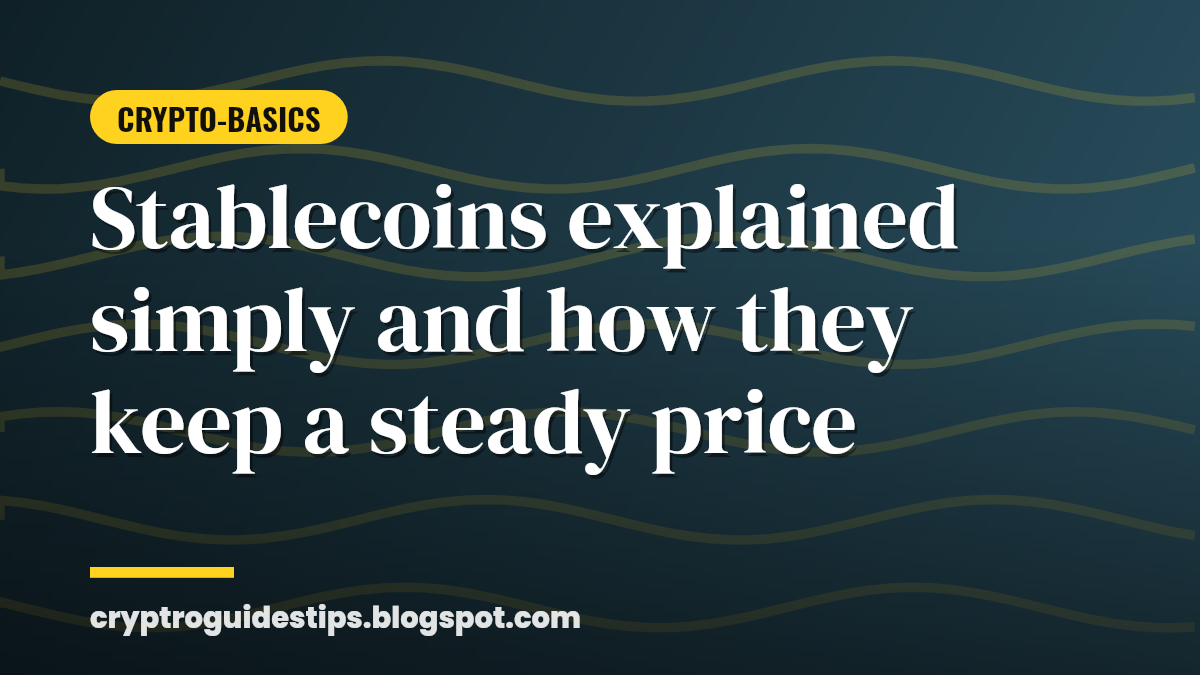 CRYPTO-BASICS
Stablecoins explained
simply and how they
keep a steady price
cryptroguidestips.blogspot.com